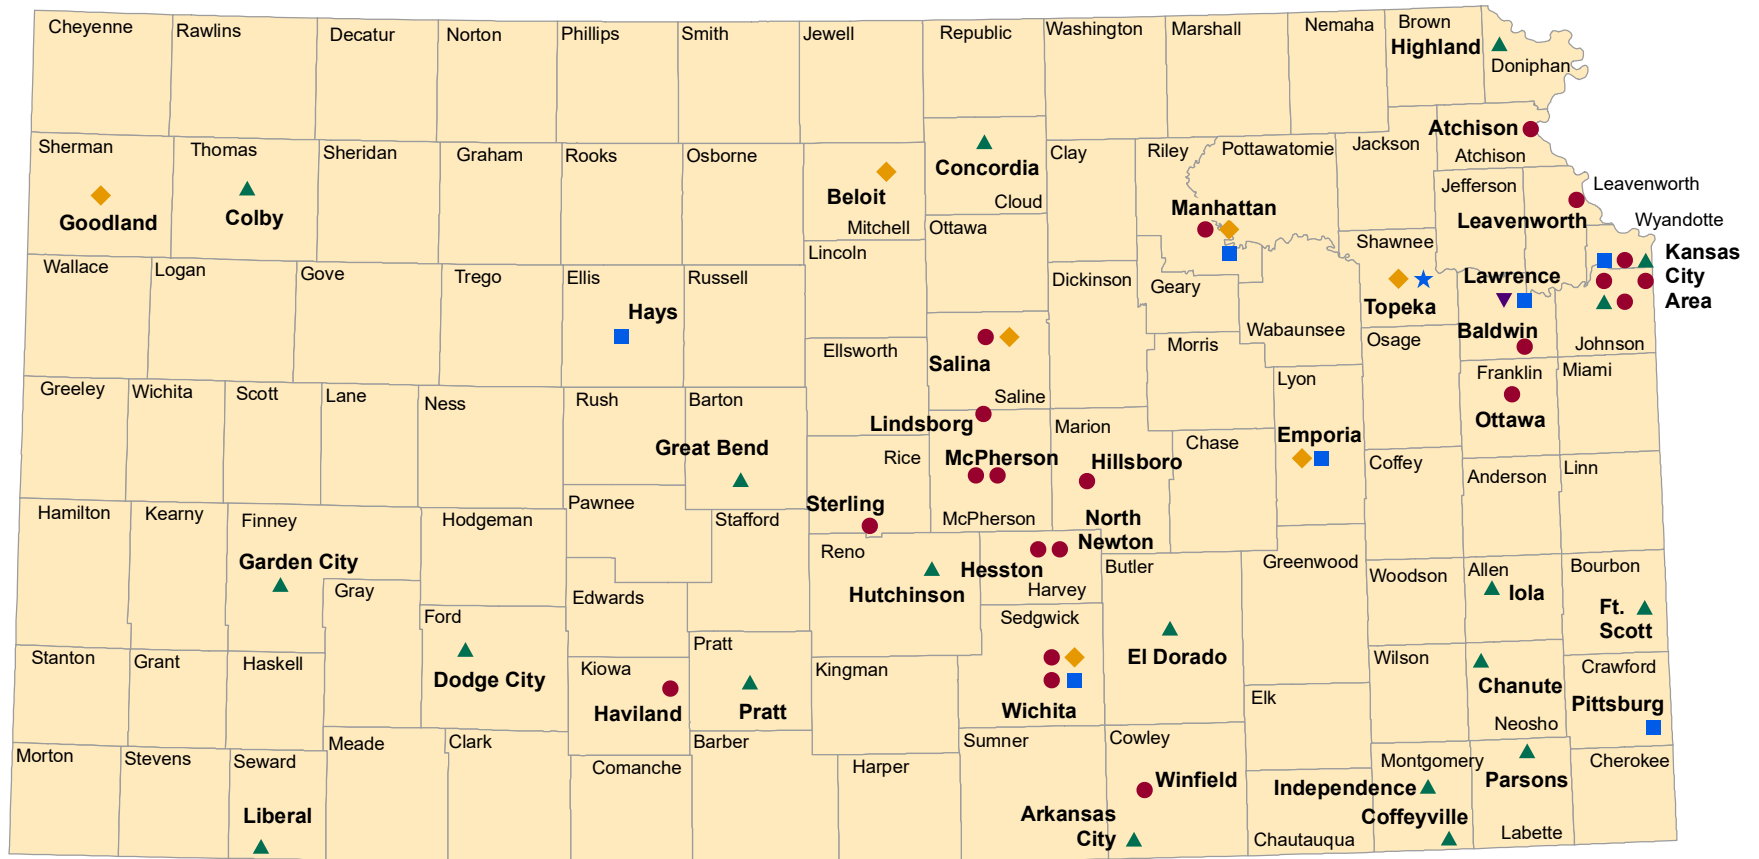 Cheyenne
Rawlins
Decatur
Norton
Phillips
Smith
Jewell
Republic
Washington
Marshall
Nemaha
Brown
Highland
Doniphan
Sherman
Goodland
Thomas
Colby
Sheridan
Graham
Rooks
Osborne
Beloit
Mitchell
Concordia
Cloud
Clay
Riley
Pottawatomie
Manhattan
Jackson
Atchison
Atchison
Jefferson
Leavenworth
Leavenworth
Wyandotte
Kansas
City
Area
Wallace
Logan
Gove
Trego
Ellis
Hays
Russell
Lincoln
Ottawa
Dickinson
Geary
Wabaunsee
Shawnee
Topeka
Lawrence
Baldwin
Johnson
Salina
Saline
Ellsworth
Morris
Osage
Franklin
Ottawa
Miami
Greeley
Wichita
Scott
Lane
Ness
Rush
Barton
Great Bend
Rice
Sterling
Lindsborg
McPherson
McPherson
Marion
Hillsboro
Chase
Lyon
Emporia
Coffey
Anderson
Linn
Hamilton
Kearny
Finney
Garden City
Hodgeman
Pawnee
Stafford
Reno
Hutchinson
North
Newton
Hesston
Harvey
Butler
El Dorado
Greenwood
Woodson
Allen
Iola
Bourbon
Ft.
Scott
Gray
Ford
Dodge City
Edwards
Stanton
Grant
Haskell
Kiowa
Haviland
Pratt
Pratt
Kingman
Sedgwick
Wichita
Elk
Wilson
Chanute
Neosho
Crawford
Pittsburg
Morton
Stevens
Seward
Liberal
Meade
Clark
Comanche
Barber
Harper
Sumner
Cowley
Winfield
Arkansas
City
Chautauqua
Montgomery
Independence
Coffeyville
Parsons
Labette
Cherokee